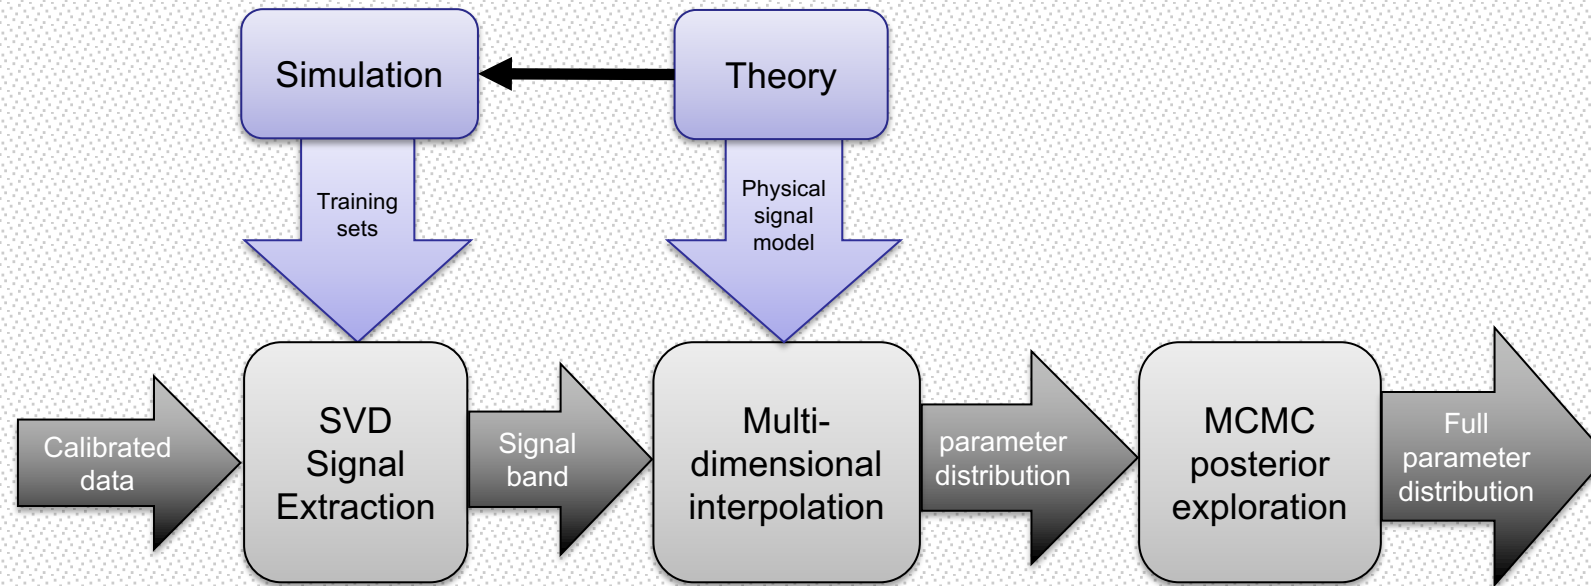 Simulation
Theory
Training
sets
Physical
signal
model
Calibrated
data
SVD
Signal
Extraction
Signal
band
Multi-
dimensional
interpolation
parameter
distribution
MCMC
posterior
exploration
Full
parameter
distribution